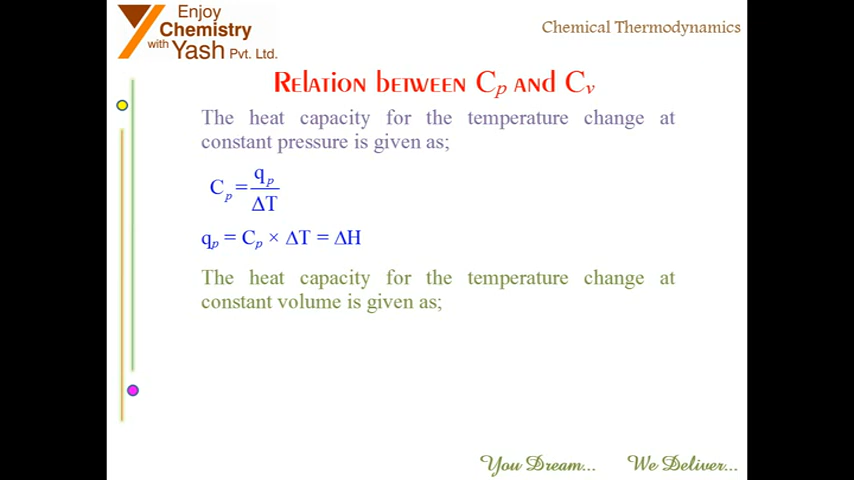 Enjoy
Chemistry
with Yash Pvt. Ltd.
Chemical Thermodynamics
Relation between Cp and Cv
The heat capacity for the temperature change at
constant pressure is given as;
Cp = qp / ΔT
qp = Cp × ΔT = ΔH
The heat capacity for the temperature change at
constant volume is given as;
You Dream... We Deliver...